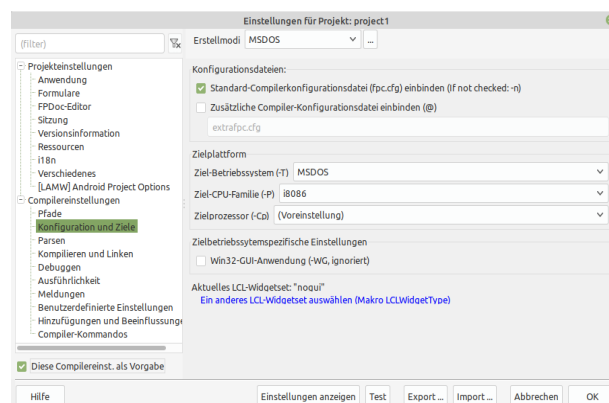 Einstellungen für Projekt: project1
(filter)
Erstellmodi MSDOS ...
Projekteinstellungen
Anwendung
Formulare
FPDoc-Editor
Sitzung
Versionsinformation
Ressourcen
i18n
Verschiedenes
[LAMW] Android Project Options
Compilereinstellungen
Pfade
Konfiguration und Ziele
Parsen
Kompilieren und Linken
Debuggen
Ausführlichkeit
Meldungen
Benutzerdefinierte Einstellungen
Hinzufügungen und Beeinflussunge
Compiler-Kommandos
Diese Compilereinst. als Vorgabe
Konfigurationsdateien:
Standard-Compilerkonfigurationsdatei (fpc.cfg) einbinden (If not checked: -n)
Zusätzliche Compiler-Konfigurationsdatei einbinden (@)
extrafpc.cfg
Zielplattform
Ziel-Betriebssystem (-T) MSDOS
Ziel-CPU-Familie (-P) i8086
Zielprozessor (-Cp) (Voreinstellung)
Zielbetriebssytemspezifische Einstellungen
Win32-GUI-Anwendung (-WG, ignoriert)
Aktuelles LCL-Widgetset: "nogui"
Ein anderes LCL-Widgetset auswählen (Makro LCLWidgetType)
Hilfe Einstellungen anzeigen Test Export ... Import ... Abbrechen OK